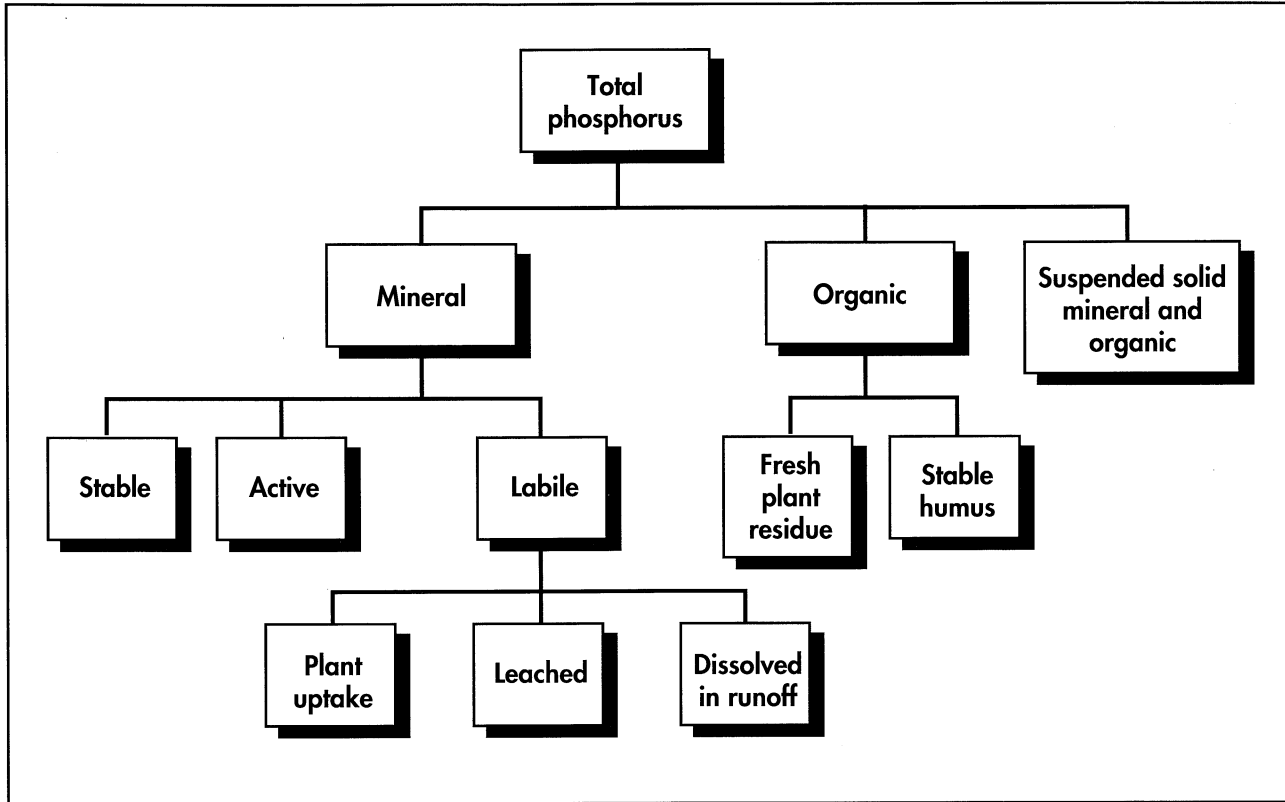 Total
phosphorus
Mineral
Organic
Suspended solid
mineral and
organic
Stable
Active
Labile
Fresh
plant
residue
Stable
humus
Plant
uptake
Leached
Dissolved
in runoff